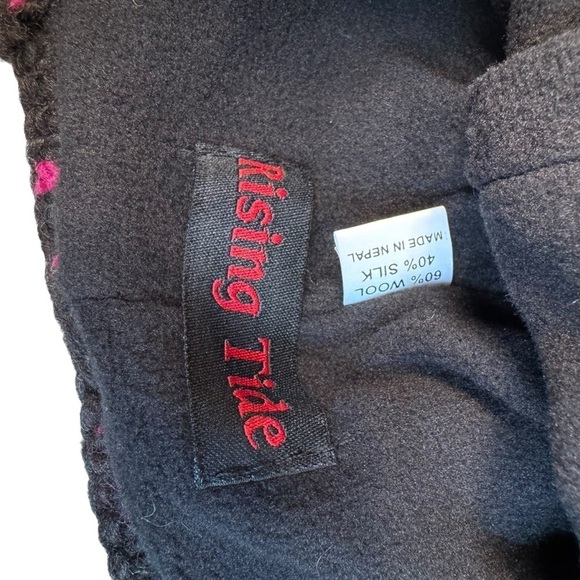 Rising Tide
60% WOOL
40% SILK
MADE IN NEPAL